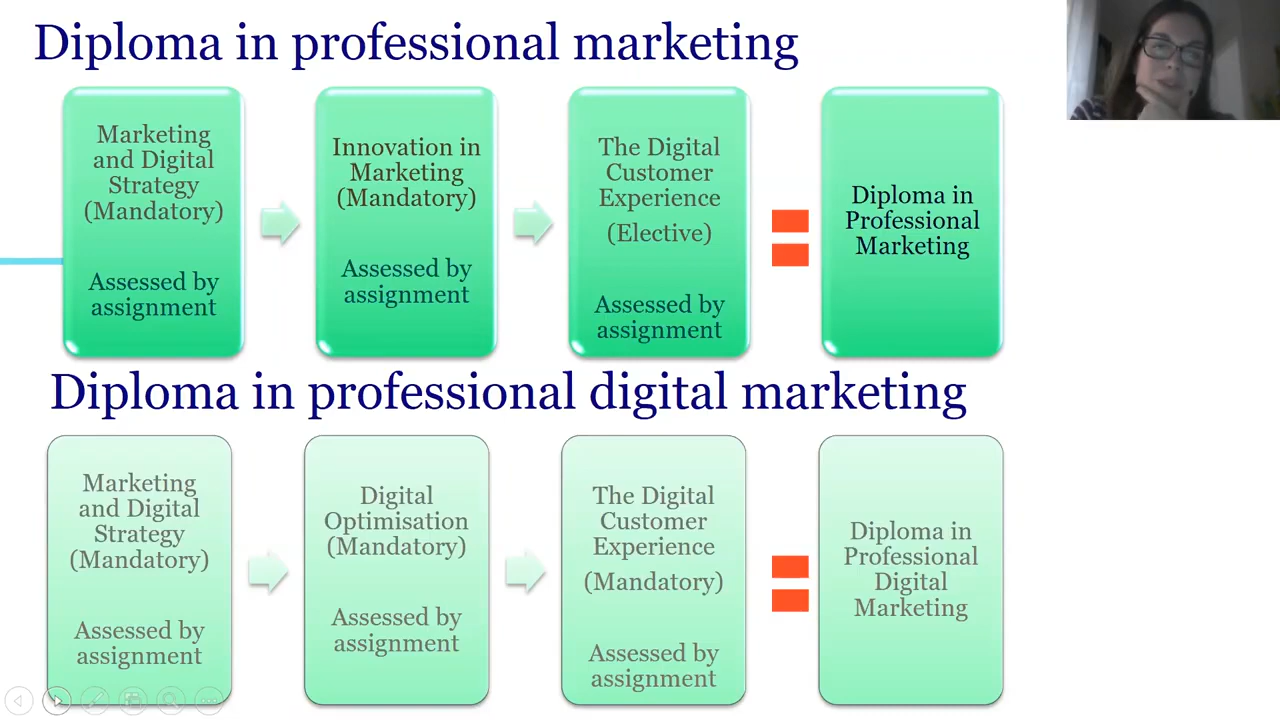 Diploma in professional marketing
Marketing
and Digital
Strategy
(Mandatory)
Assessed by
assignment
Innovation in
Marketing
(Mandatory)
Assessed by
assignment
The Digital
Customer
Experience
(Elective)
Assessed by
assignment
Diploma in
Professional
Marketing
Diploma in professional digital marketing
Marketing
and Digital
Strategy
(Mandatory)
Assessed by
assignment
Digital
Optimisation
(Mandatory)
Assessed by
assignment
The Digital
Customer
Experience
(Mandatory)
Assessed by
assignment
Diploma in
Professional
Digital
Marketing